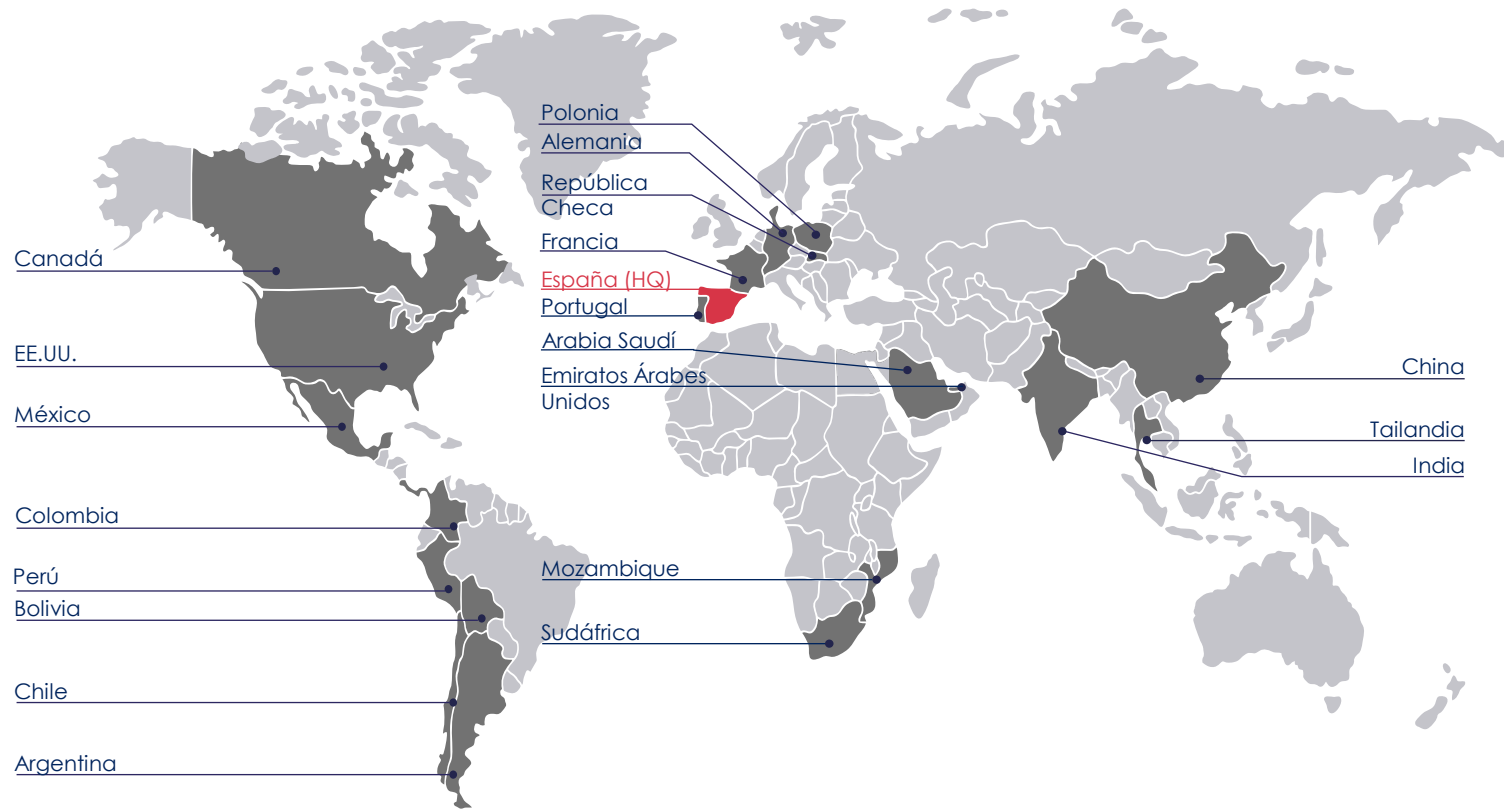 Canadá
EE.UU.
México
Colombia
Perú
Bolivia
Chile
Argentina
Polonia
Alemania
República
Checa
Francia
España (HQ)
Portugal
Arabia Saudí
Emiratos Árabes
Unidos
Mozambique
Sudáfrica
China
Tailandia
India